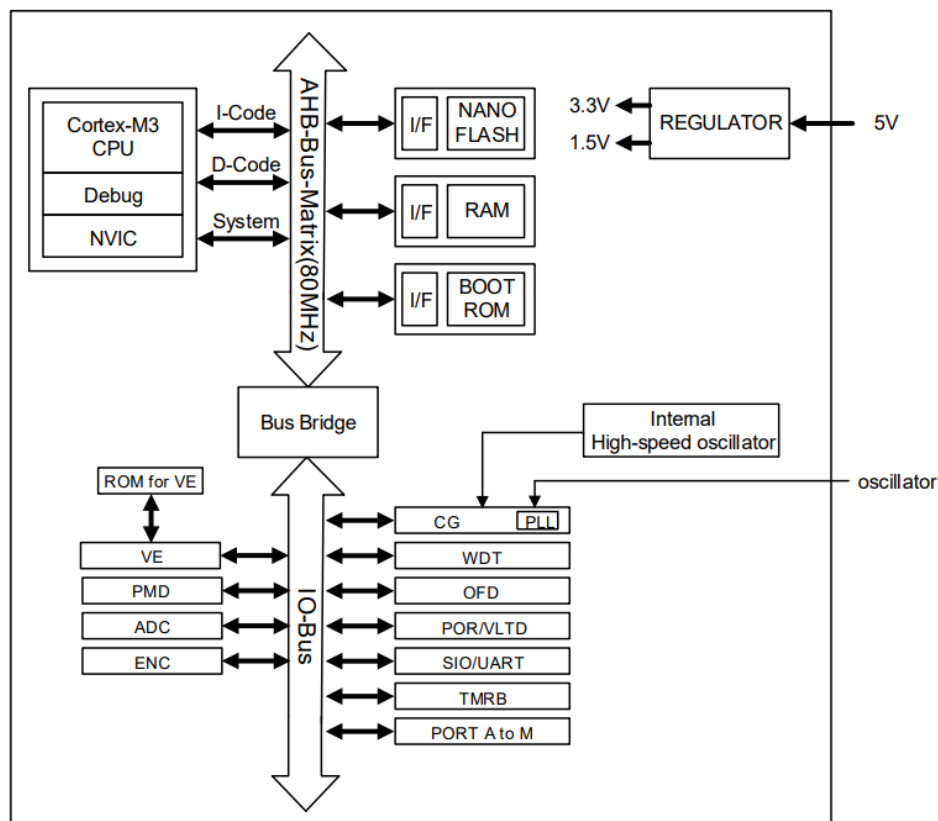 Cortex-M3
CPU
Debug
NVIC
I-Code
D-Code
System
AHB-Bus-Matrix(80MHz)
I/F
NANO
FLASH
I/F
RAM
I/F
BOOT
ROM
3.3V
1.5V
REGULATOR
5V
Bus Bridge
Internal
High-speed oscillator
oscillator
ROM for VE
VE
PMD
ADC
ENC
IO-Bus
CG
PLL
WDT
OFD
POR/VLTD
SIO/UART
TMRB
PORT A to M